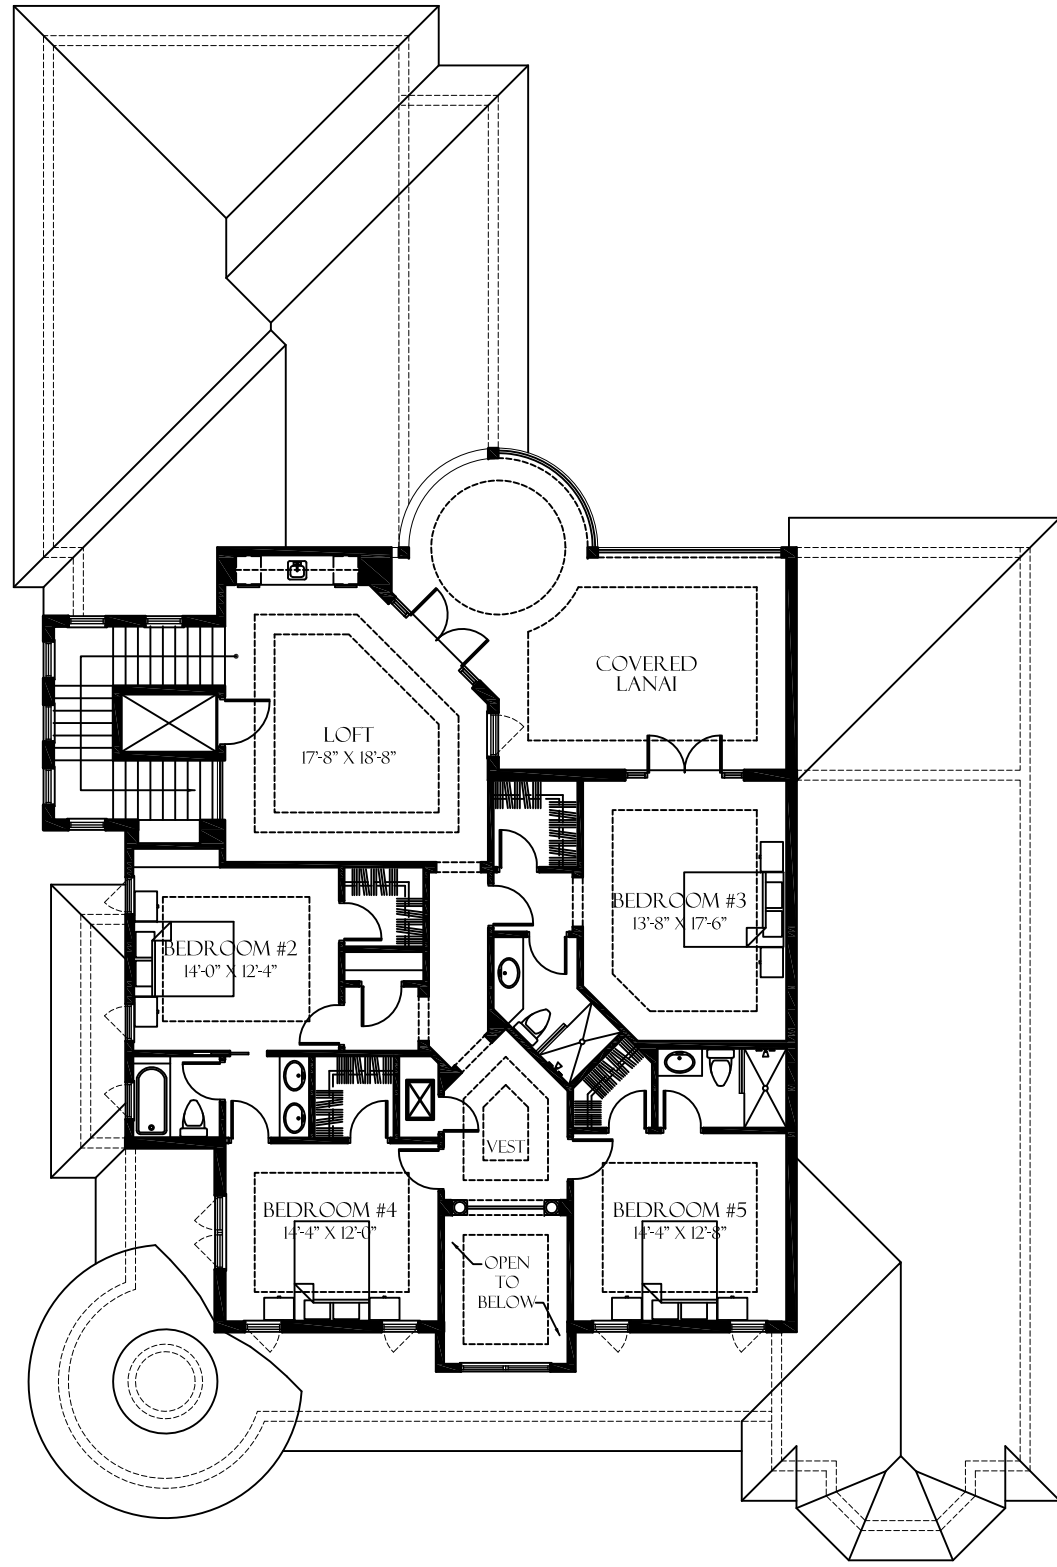 COVERED
LANAI
LOFT
17'-8" X 18'-8"
BEDROOM #3
13'-8" X 17'-6"
BEDROOM #2
14'-0" X 12'-4"
VEST
BEDROOM #4
14'-4" X 12'-0"
BEDROOM #5
14'-4" X 12'-8"
OPEN
TO
BELOW